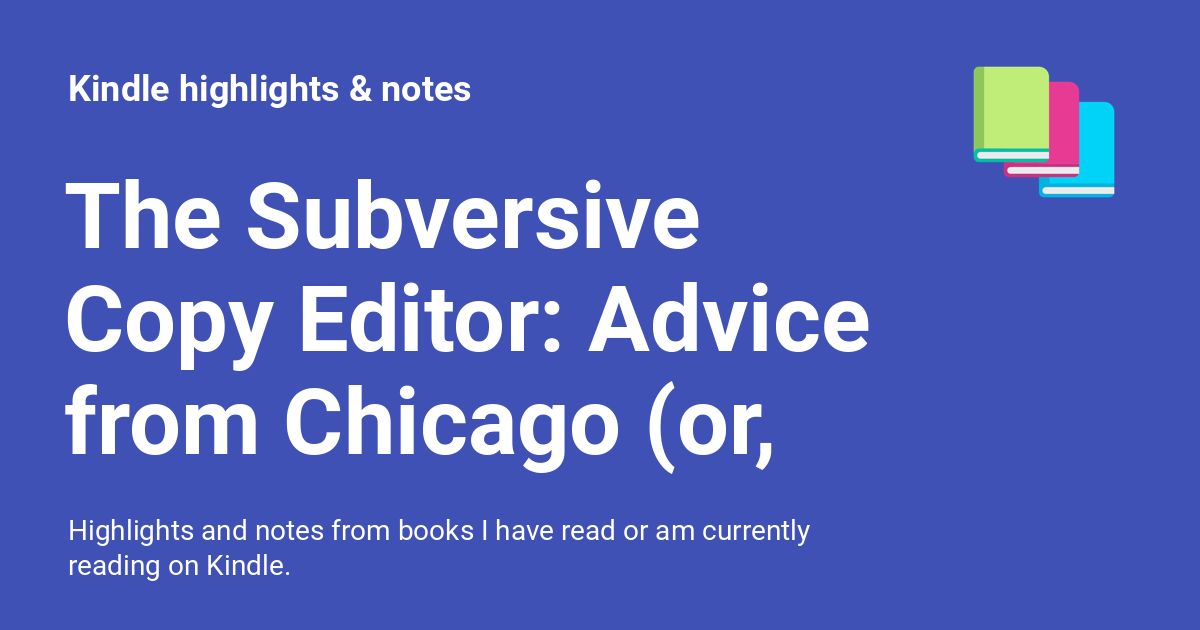 Kindle highlights & notes
The Subversive
Copy Editor: Advice
from Chicago (or,
Highlights and notes from books I have read or am currently
reading on Kindle.